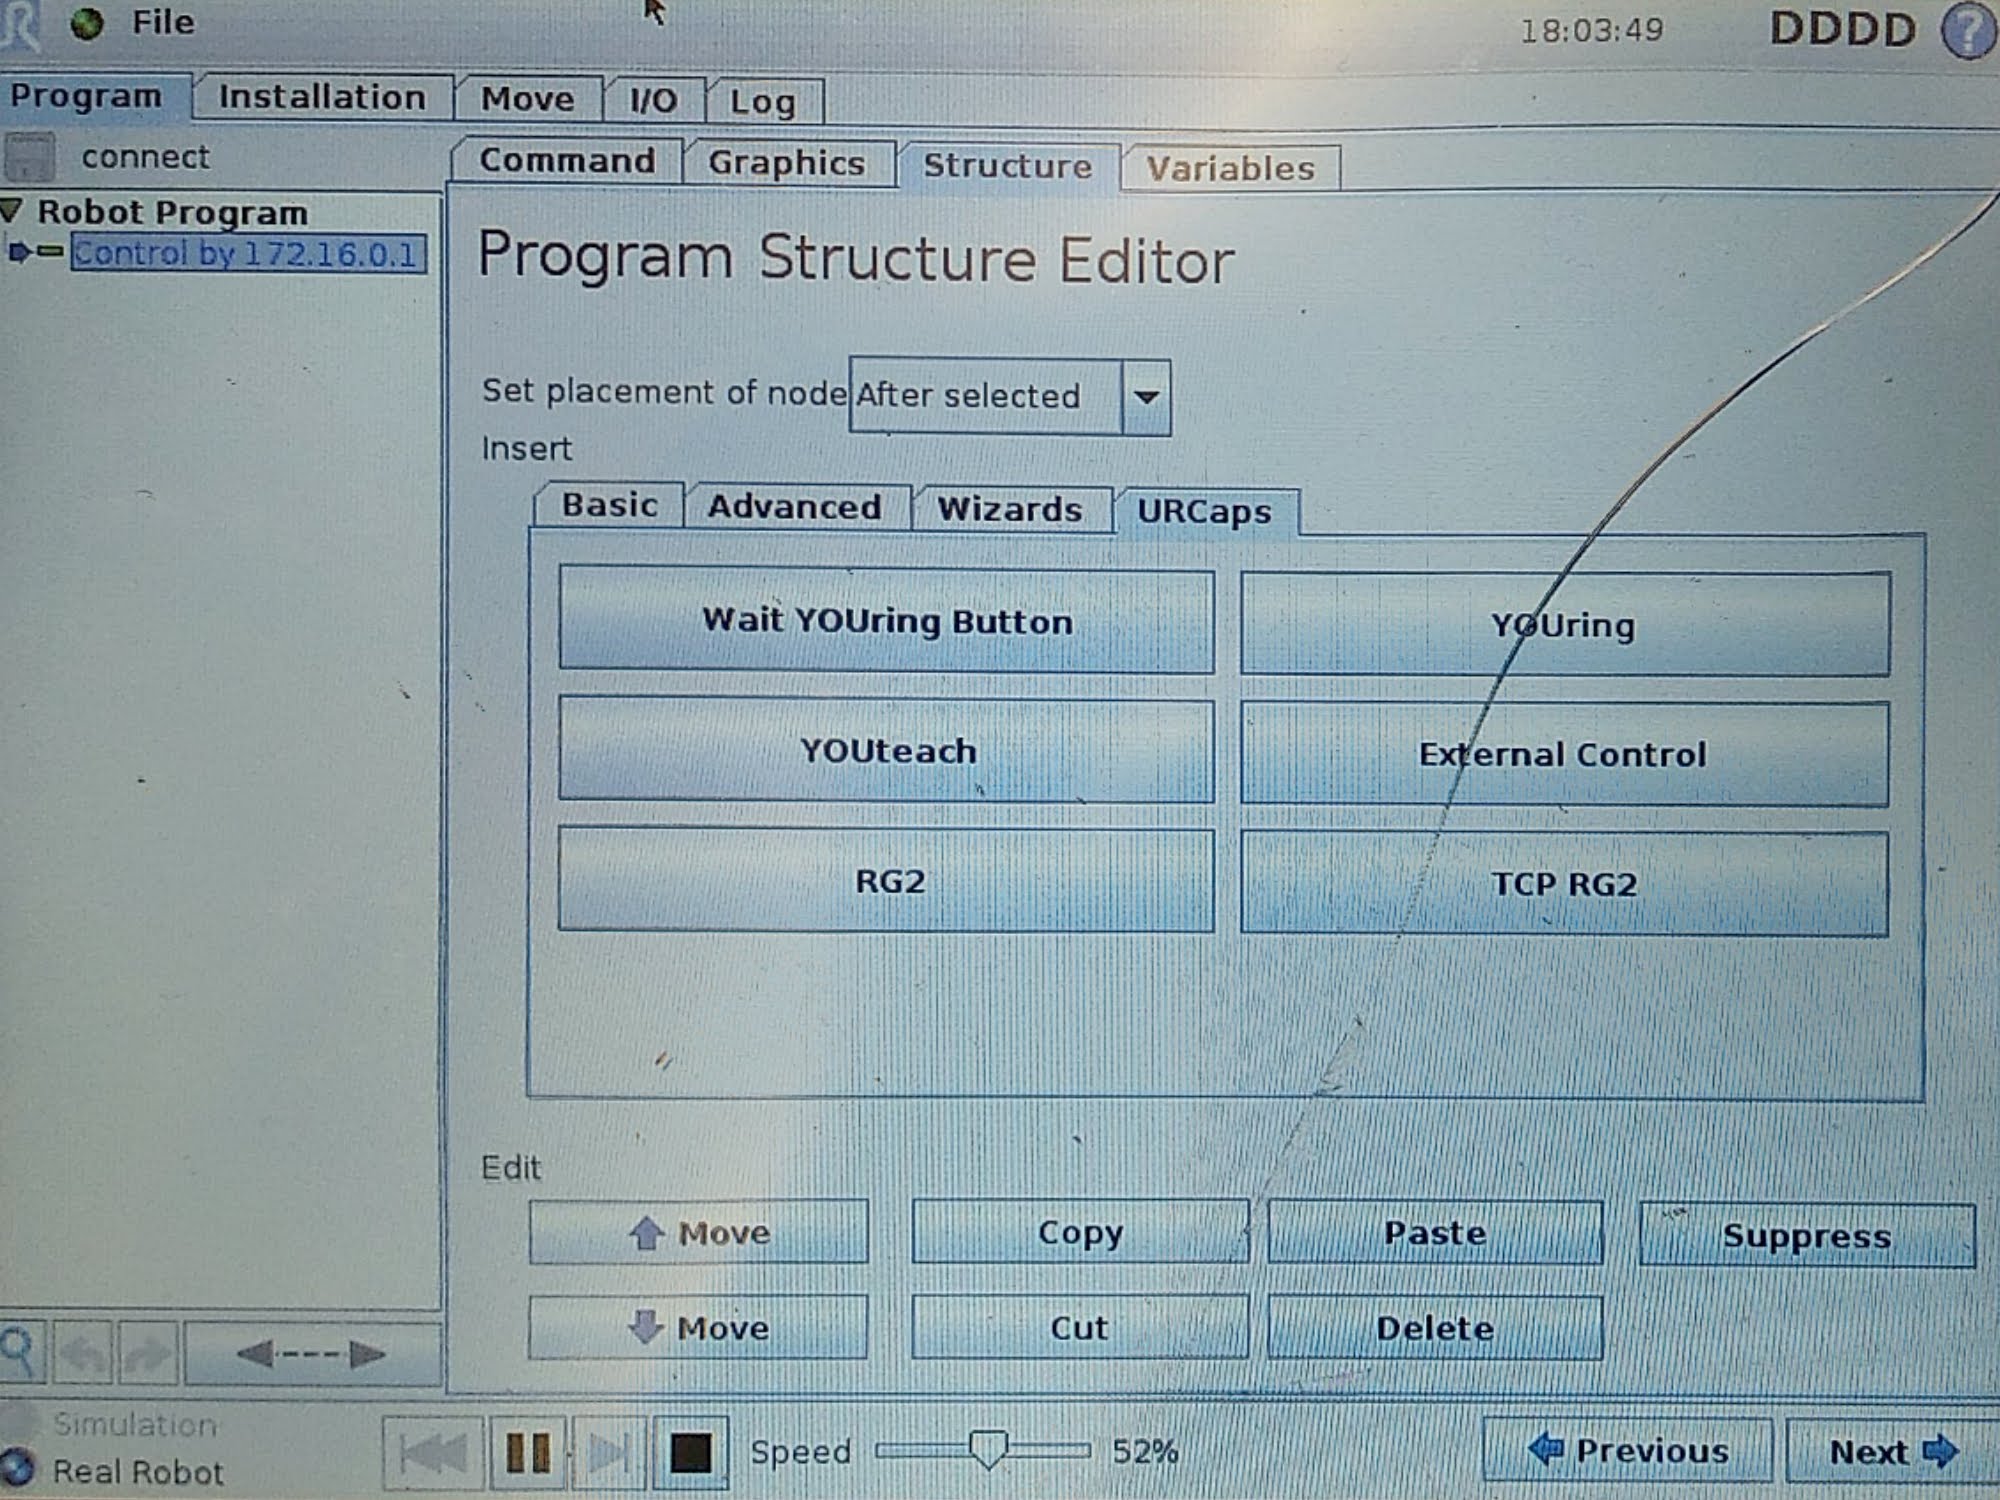 File 18:03:49 DDDD ?
Program Installation Move I/O Log
connect
Command Graphics Structure Variables
Robot Program
Control by 172.16.0.1
Program Structure Editor
Set placement of node After selected
Insert
Basic Advanced Wizards URCaps
Wait YOUring Button YOUring
YOUteach External Control
RG2 TCP RG2
Edit
Move Copy Paste Suppress
Move Cut Delete
Simulation
Real Robot
Speed 52% Previous Next